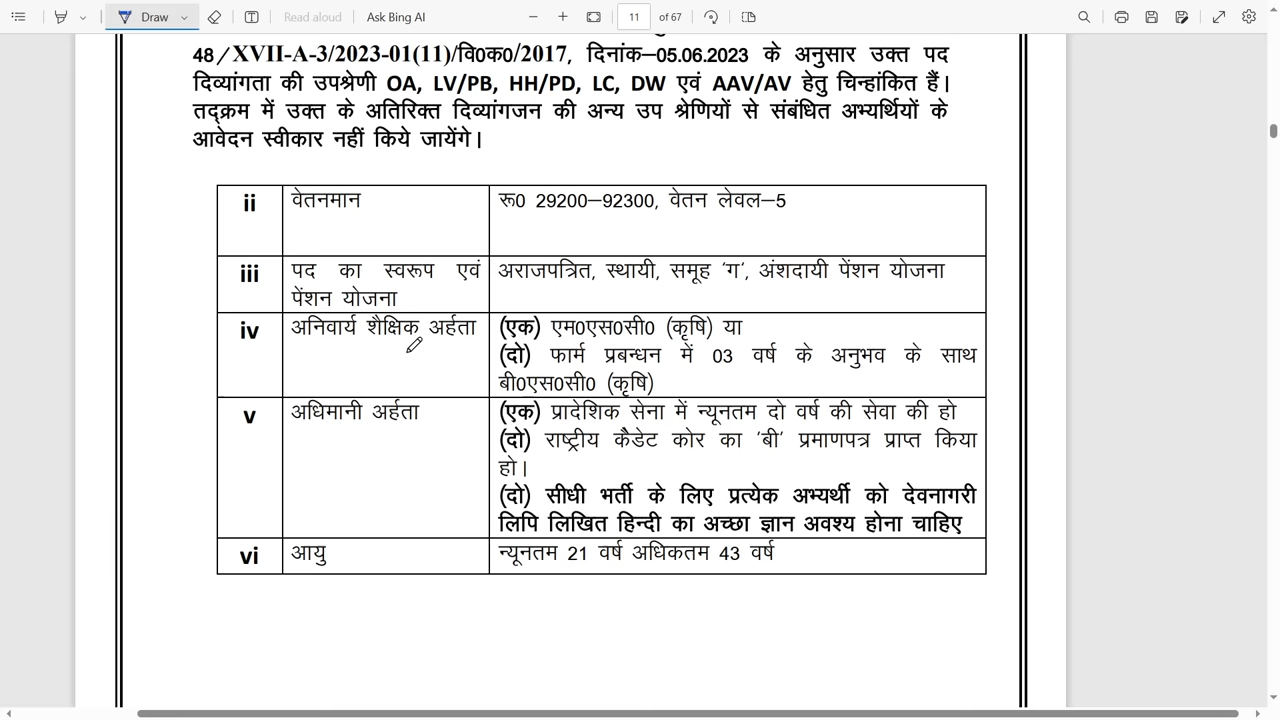 Draw
Read aloud
Ask Bing AI
11 of 67
48/XVII-A-3/2023-01(11)/वि0क0/2017, दिनांक–05.06.2023 के अनुसार उक्त पद
दिव्यांगता की उपश्रेणी OA, LV/PB, HH/PD, LC, DW एवं AAV/AV हेतु चिन्हांकित हैं।
तद्क्रम में उक्त के अतिरिक्त दिव्यांगजन की अन्य उप श्रेणियों से संबंधित अभ्यर्थियों के
आवेदन स्वीकार नहीं किये जायेंगे।
ii वेतनमान रू0 29200–92300, वेतन लेवल–5
iii पद का स्वरूप एवं अराजपत्रित, स्थायी, समूह 'ग', अंशदायी पेंशन योजना
पेंशन योजना
iv अनिवार्य शैक्षिक अर्हता (एक) एम0एस0सी0 (कृषि) या
(दो) फार्म प्रबन्धन में 03 वर्ष के अनुभव के साथ
बी0एस0सी0 (कृषि)
v अधिमानी अर्हता (एक) प्रादेशिक सेना में न्यूनतम दो वर्ष की सेवा की हो
(दो) राष्ट्रीय कैडेट कोर का 'बी' प्रमाणपत्र प्राप्त किया
हो।
(दो) सीधी भर्ती के लिए प्रत्येक अभ्यर्थी को देवनागरी
लिपि लिखित हिन्दी का अच्छा ज्ञान अवश्य होना चाहिए
vi आयु न्यूनतम 21 वर्ष अधिकतम 43 वर्ष